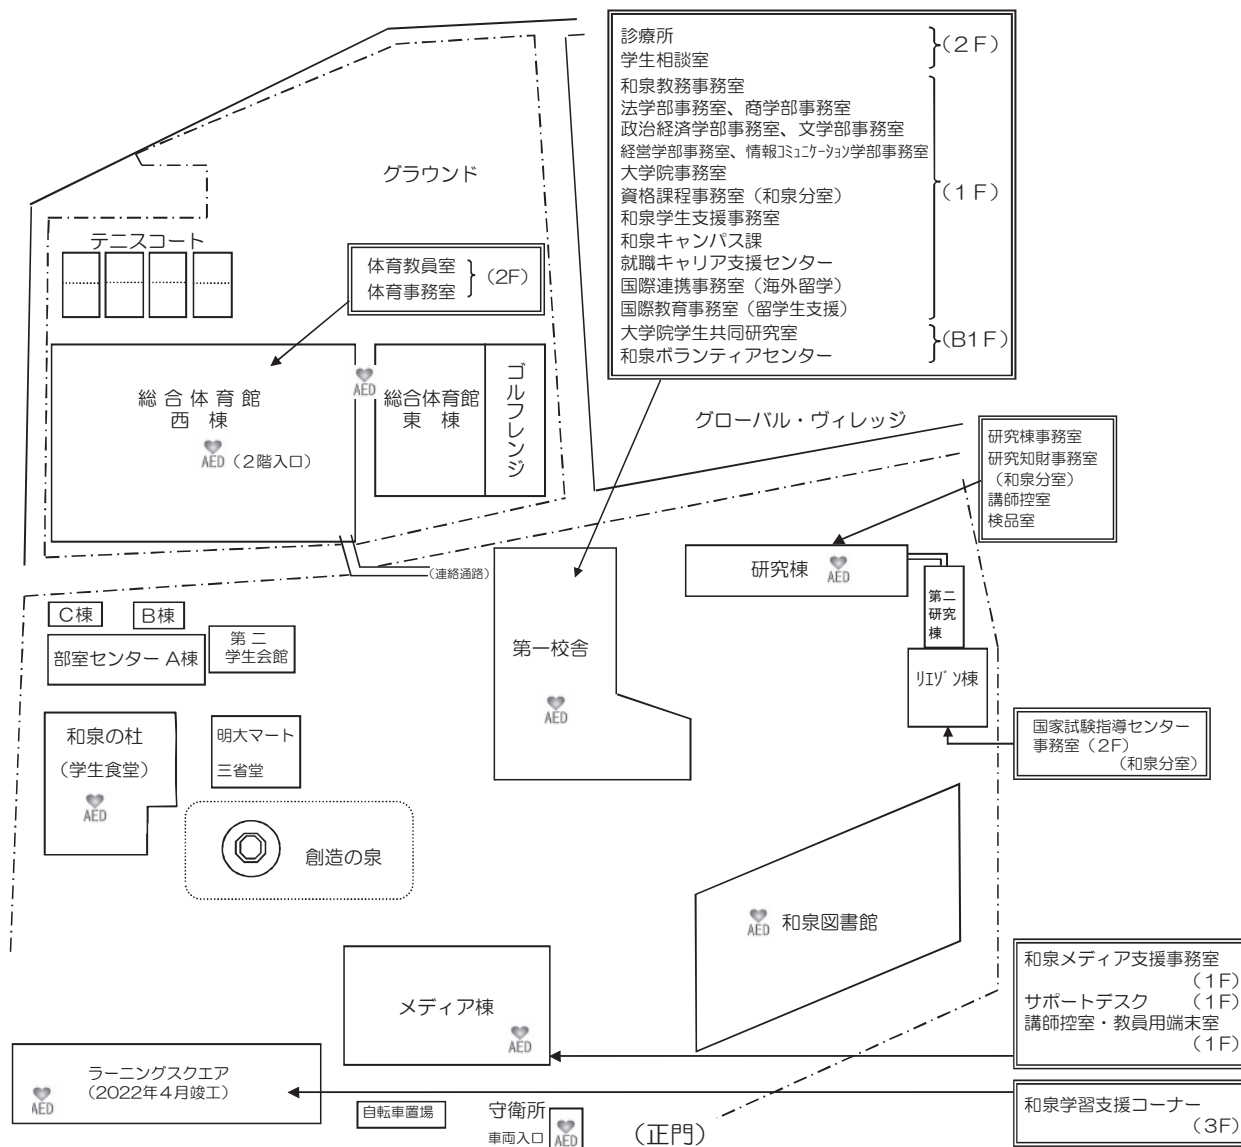 診療所
学生相談室
(2F)
和泉教務事務室
法学部事務室、商学部事務室
政治経済学部事務室、文学部事務室
経営学部事務室、情報ｺﾐｭﾆｹｰｼｮﾝ学部事務室
大学院事務室
資格課程事務室（和泉分室）
和泉学生支援事務室
和泉キャンパス課
就職キャリア支援センター
国際連携事務室（海外留学）
国際教育事務室（留学生支援）
(1F)
大学院学生共同研究室
和泉ボランティアセンター
(B1F)
グラウンド
テニスコート
体育教員室
体育事務室
(2F)
総合体育館
西棟
AED（2階入口）
AED
総合体育館
東棟
ゴルフレンジ
グローバル・ヴィレッジ
研究棟事務室
研究知財事務室
（和泉分室）
講師控室
検品室
（連絡通路）
研究棟
AED
第二
研究
棟
ﾘｴｿﾞﾝ棟
C棟
B棟
部室センター A棟
第二
学生会館
第一校舎
AED
国家試験指導センター
事務室（2F）
（和泉分室）
和泉の杜
（学生食堂）
AED
明大マート
三省堂
創造の泉
AED
和泉図書館
メディア棟
AED
和泉メディア支援事務室
（1F）
サポートデスク （1F）
講師控室・教員用端末室
（1F）
ラーニングスクエア
（2022年4月竣工）
AED
和泉学習支援コーナー
（3F）
自転車置場
守衛所
車両入口
AED
（正門）